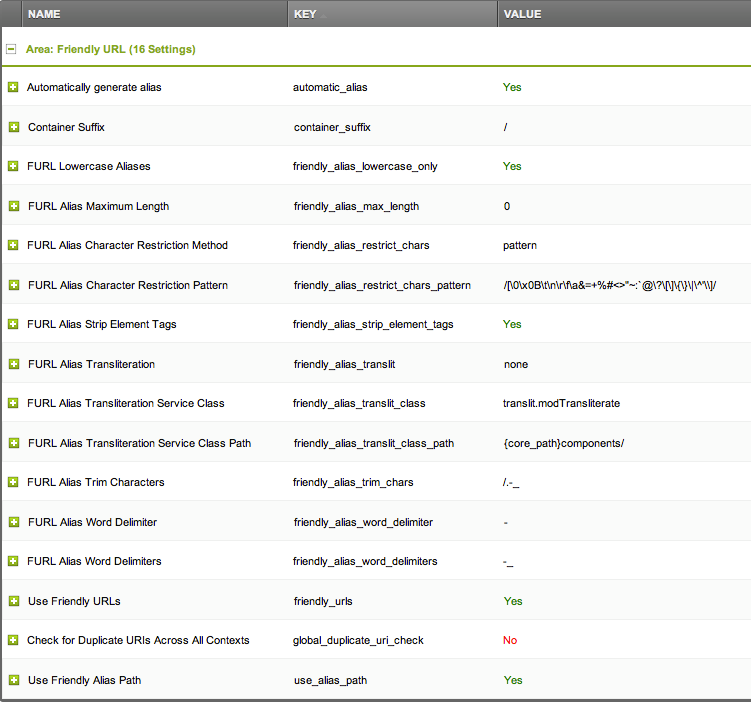 NAME KEY VALUE
Area: Friendly URL (16 Settings)
Automatically generate alias automatic_alias Yes
Container Suffix container_suffix /
FURL Lowercase Aliases friendly_alias_lowercase_only Yes
FURL Alias Maximum Length friendly_alias_max_length 0
FURL Alias Character Restriction Method friendly_alias_restrict_chars pattern
FURL Alias Character Restriction Pattern friendly_alias_restrict_chars_pattern /[\0\x0B\t\n\r\f\a&=+%#<>"~:`@\?\[\]\{\}\|\^'\\]/
FURL Alias Strip Element Tags friendly_alias_strip_element_tags Yes
FURL Alias Transliteration friendly_alias_translit none
FURL Alias Transliteration Service Class friendly_alias_translit_class translit.modTransliterate
FURL Alias Transliteration Service Class Path friendly_alias_translit_class_path {core_path}components/
FURL Alias Trim Characters friendly_alias_trim_chars /.-_
FURL Alias Word Delimiter friendly_alias_word_delimiter -
FURL Alias Word Delimiters friendly_alias_word_delimiters -_
Use Friendly URLs friendly_urls Yes
Check for Duplicate URIs Across All Contexts global_duplicate_uri_check No
Use Friendly Alias Path use_alias_path Yes